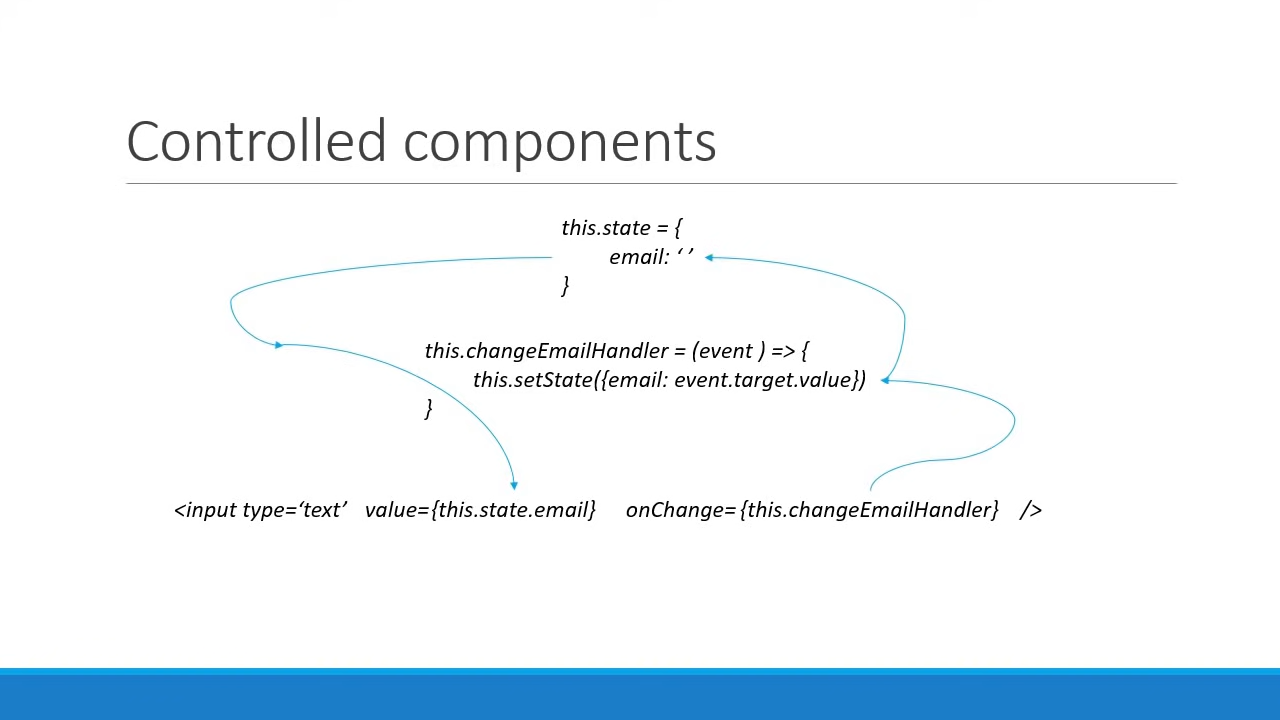 Controlled components
this.state = {
email: ‘ ’
}
this.changeEmailHandler = (event ) => {
this.setState({email: event.target.value})
}
<input type=‘text’ value={this.state.email} onChange= {this.changeEmailHandler} />